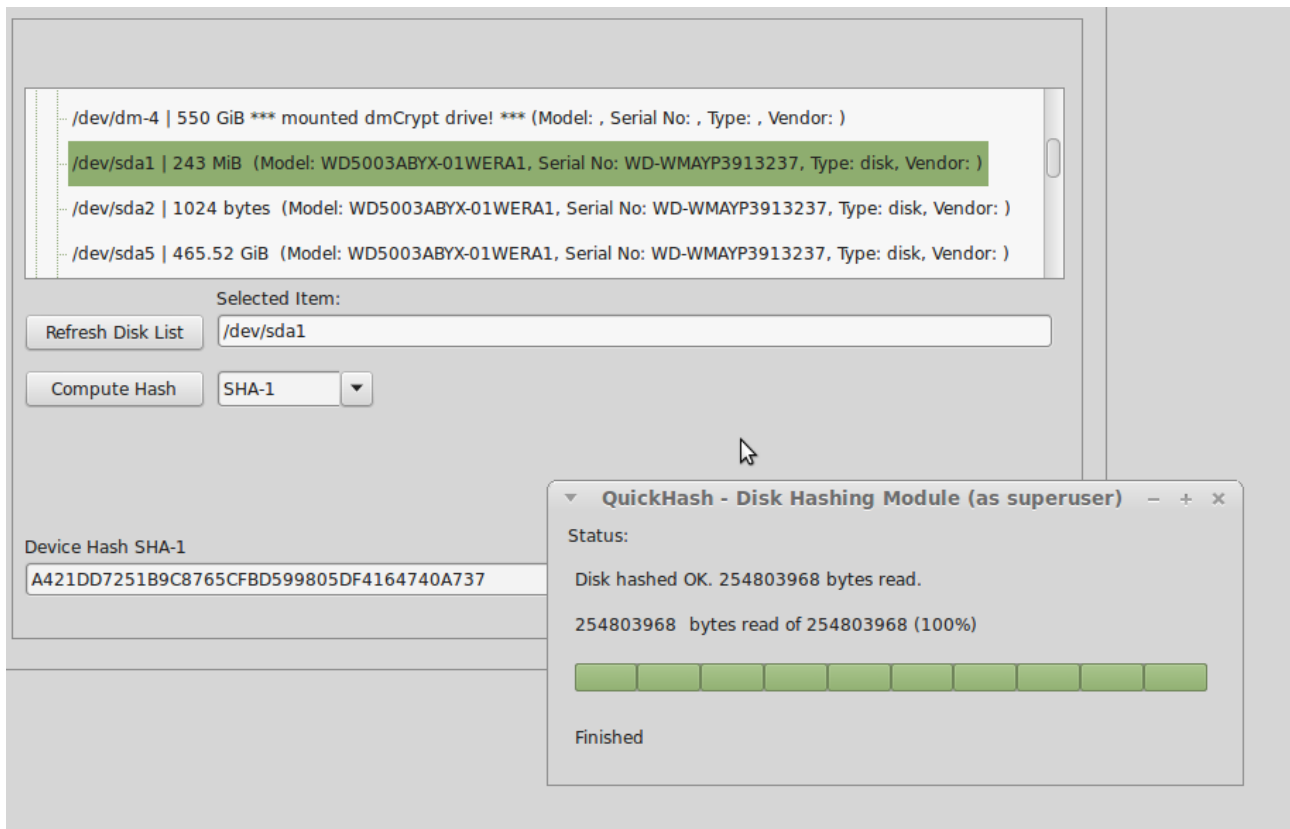 /dev/dm-4 | 550 GiB *** mounted dmCrypt drive! *** (Model: , Serial No: , Type: , Vendor: )
/dev/sda1 | 243 MiB (Model: WD5003ABYX-01WERA1, Serial No: WD-WMAYP3913237, Type: disk, Vendor: )
/dev/sda2 | 1024 bytes (Model: WD5003ABYX-01WERA1, Serial No: WD-WMAYP3913237, Type: disk, Vendor: )
/dev/sda5 | 465.52 GiB (Model: WD5003ABYX-01WERA1, Serial No: WD-WMAYP3913237, Type: disk, Vendor: )
Selected Item:
Refresh Disk List
/dev/sda1
Compute Hash
SHA-1
Device Hash SHA-1
A421DD7251B9C8765CFBD599805DF4164740A737
QuickHash - Disk Hashing Module (as superuser)
Status:
Disk hashed OK. 254803968 bytes read.
254803968 bytes read of 254803968 (100%)
Finished